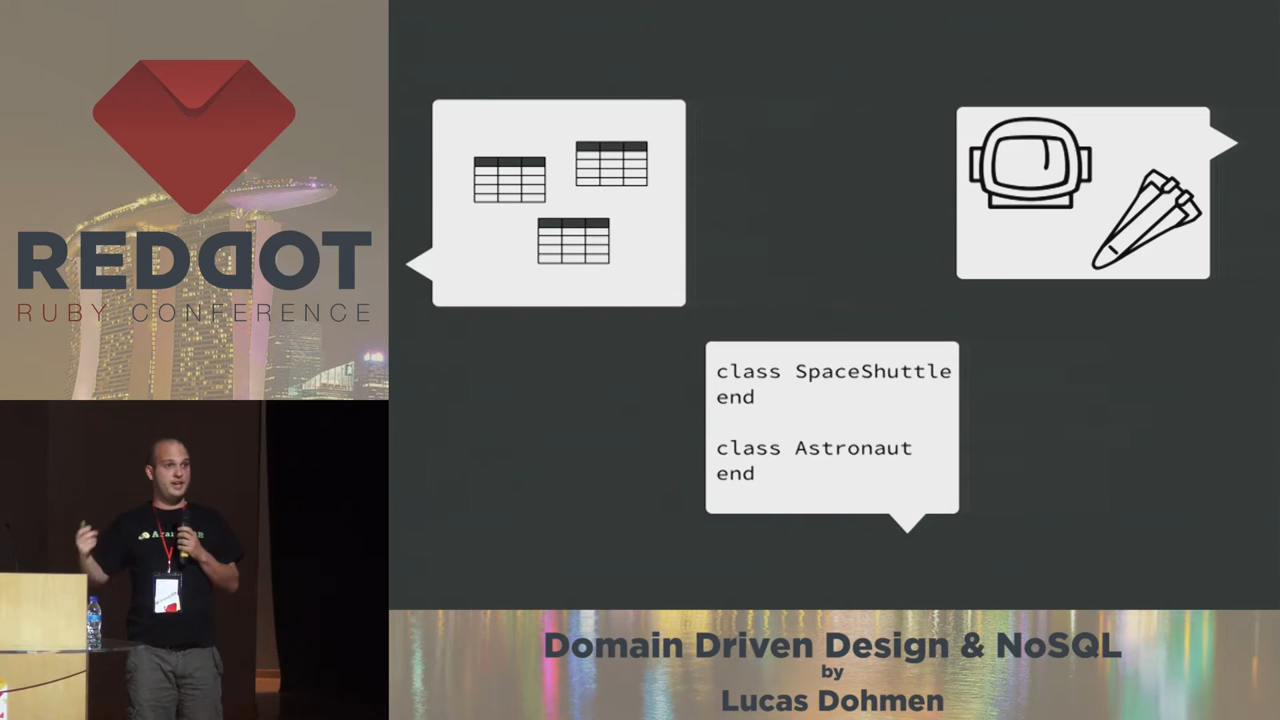 REDDOT
RUBY CONFERENCE
class SpaceShuttle
end
class Astronaut
end
Domain Driven Design & NoSQL
by
Lucas Dohmen